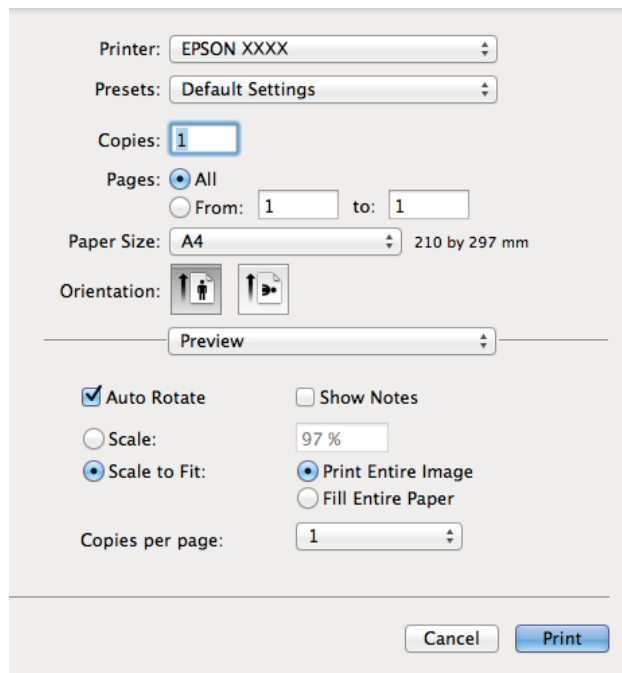 Printer: EPSON XXXX
Presets: Default Settings
Copies: 1
Pages: All
From: 1 to: 1
Paper Size: A4 210 by 297 mm
Orientation:
Preview
Auto Rotate Show Notes
Scale: 97 %
Scale to Fit: Print Entire Image
Fill Entire Paper
Copies per page: 1
Cancel Print